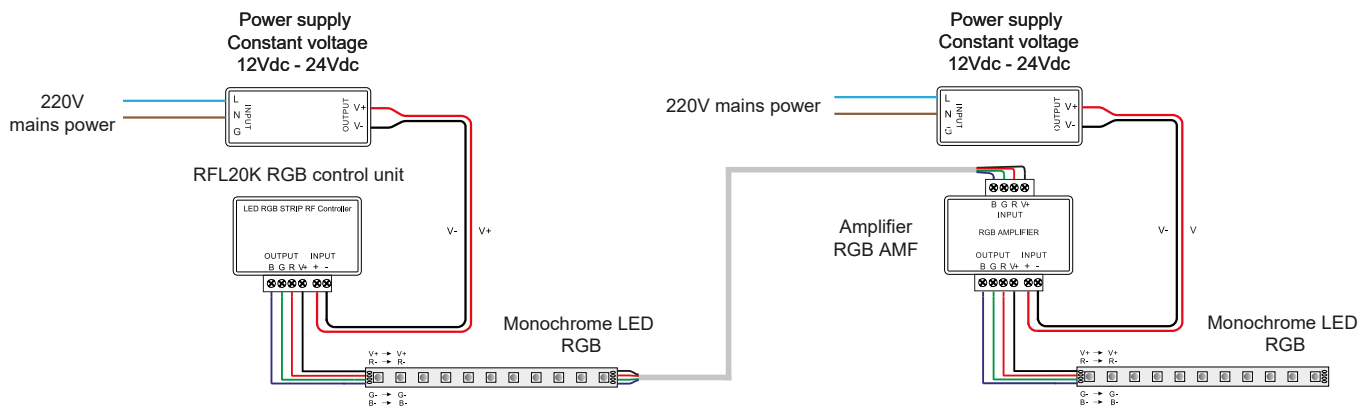 Power supply
Constant voltage
12Vdc - 24Vdc
220V
mains power
L
N
G
INPUT
OUTPUT
V+
V-
RFL20K RGB control unit
LED RGB STRIP RF Controller
OUTPUT INPUT
B G R V+ + -
V- V+
Monochrome LED
RGB
V+ → V+
R- → R-
G- → G-
B- → B-
Power supply
Constant voltage
12Vdc - 24Vdc
220V mains power
L
N
G
INPUT
OUTPUT
V+
V-
Amplifier
RGB AMF
B G R V+
INPUT
RGB AMPLIFIER
OUTPUT INPUT
B G R V+ + -
V- V
Monochrome LED
RGB
V+ → V+
R- → R-
G- → G-
B- → B-